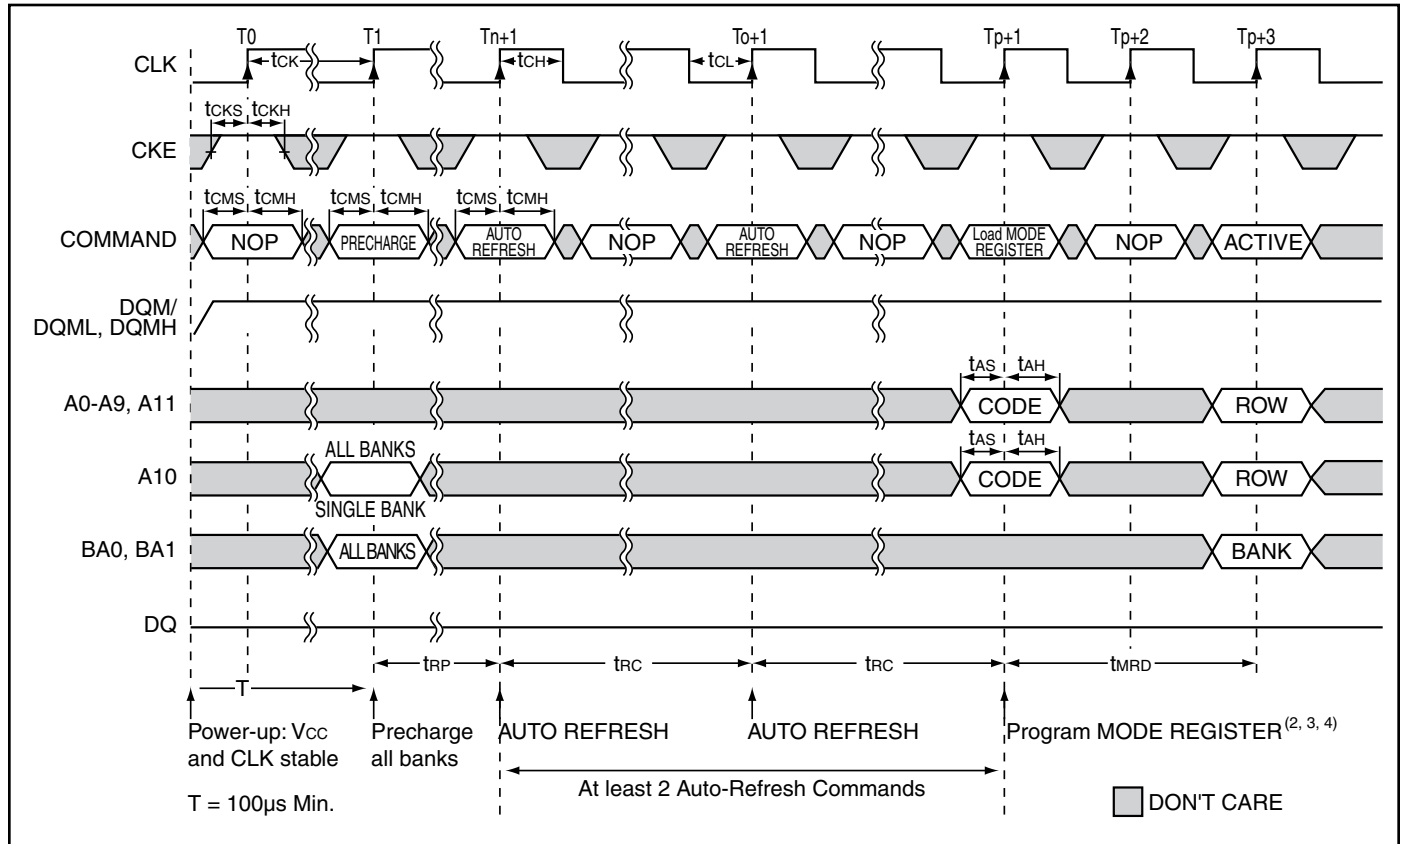 T0 T1 Tn+1 To+1 Tp+1 Tp+2 Tp+3
CLK tCK tCH tCL
tCKS tCKH
CKE
tCMS tCMH tCMS tCMH tCMS tCMH
COMMAND NOP PRECHARGE AUTO REFRESH NOP AUTO REFRESH NOP Load MODE REGISTER NOP ACTIVE
DQM/
DQML, DQMH
tAS tAH
A0-A9, A11 CODE ROW
ALL BANKS tAS tAH
A10 CODE ROW
SINGLE BANK
BA0, BA1 ALL BANKS BANK
DQ
tRP tRC tRC tMRD
T
Power-up: VCC
and CLK stable
Precharge
all banks
AUTO REFRESH
AUTO REFRESH
Program MODE REGISTER(2, 3, 4)
At least 2 Auto-Refresh Commands
T = 100µs Min.
DON'T CARE